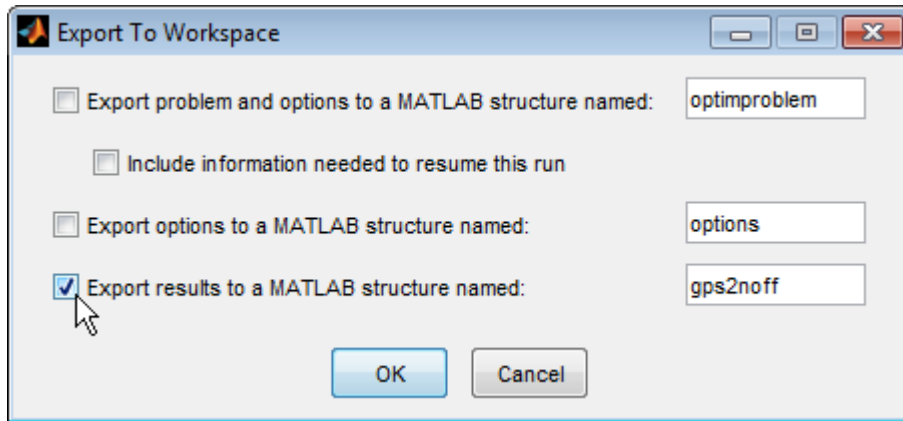 Export To Workspace
Export problem and options to a MATLAB structure named: optimproblem
Include information needed to resume this run
Export options to a MATLAB structure named: options
Export results to a MATLAB structure named: gps2noff
OK Cancel